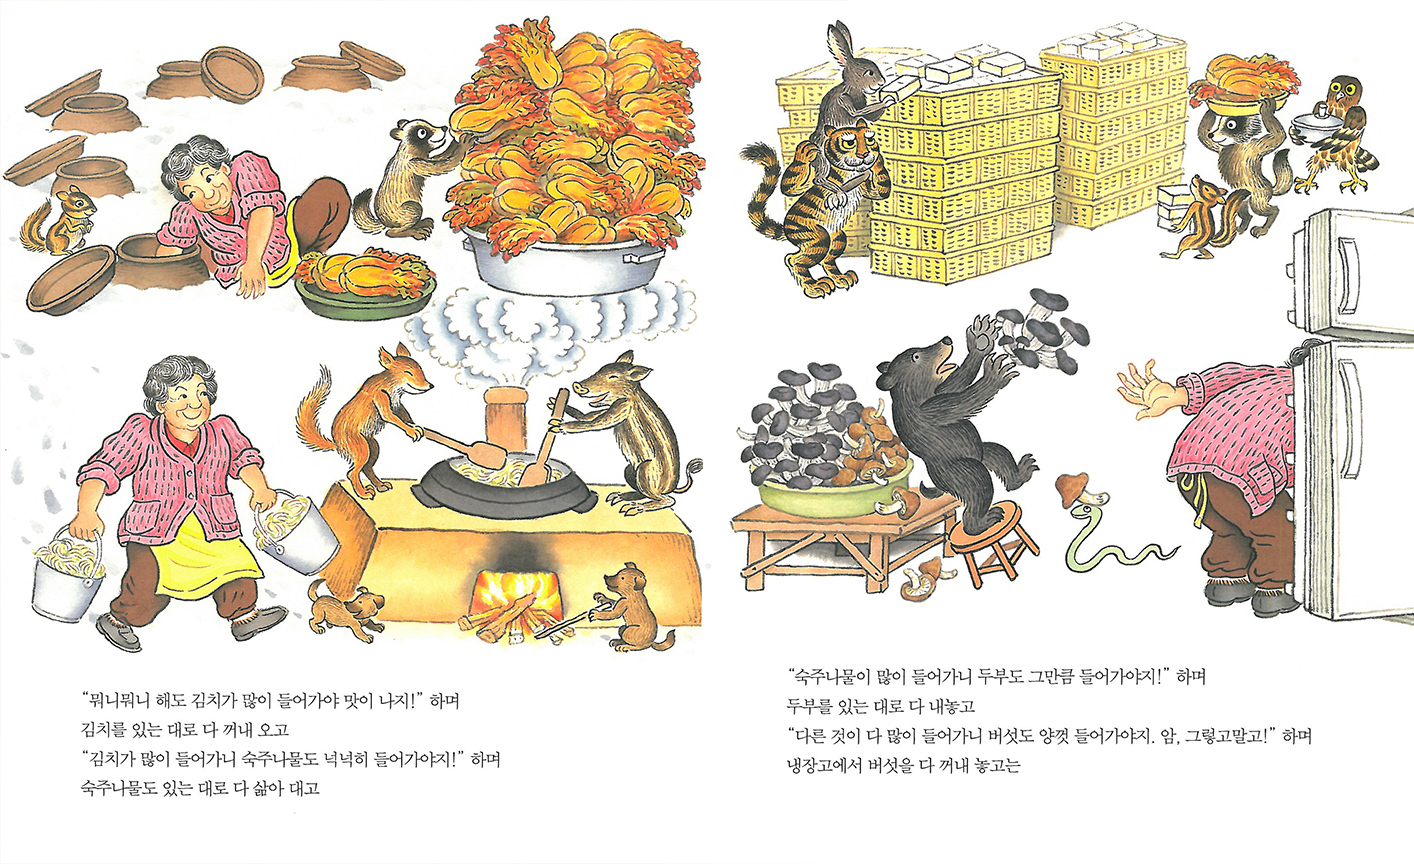 “뭐니뭐니 해도 김치가 많이 들어가야 맛이 나지!” 하며
김치를 있는 대로 다 꺼내 오고
“김치가 많이 들어가니 숙주나물도 넉넉히 들어가야지!” 하며
숙주나물도 있는 대로 다 삶아 대고
“숙주나물이 많이 들어가니 두부도 그만큼 들어가야지!” 하며
두부를 있는 대로 다 내놓고
“다른 것이 다 많이 들어가니 버섯도 양껏 들어가야지. 암, 그렇고말고!” 하며
냉장고에서 버섯을 다 꺼내 놓고는